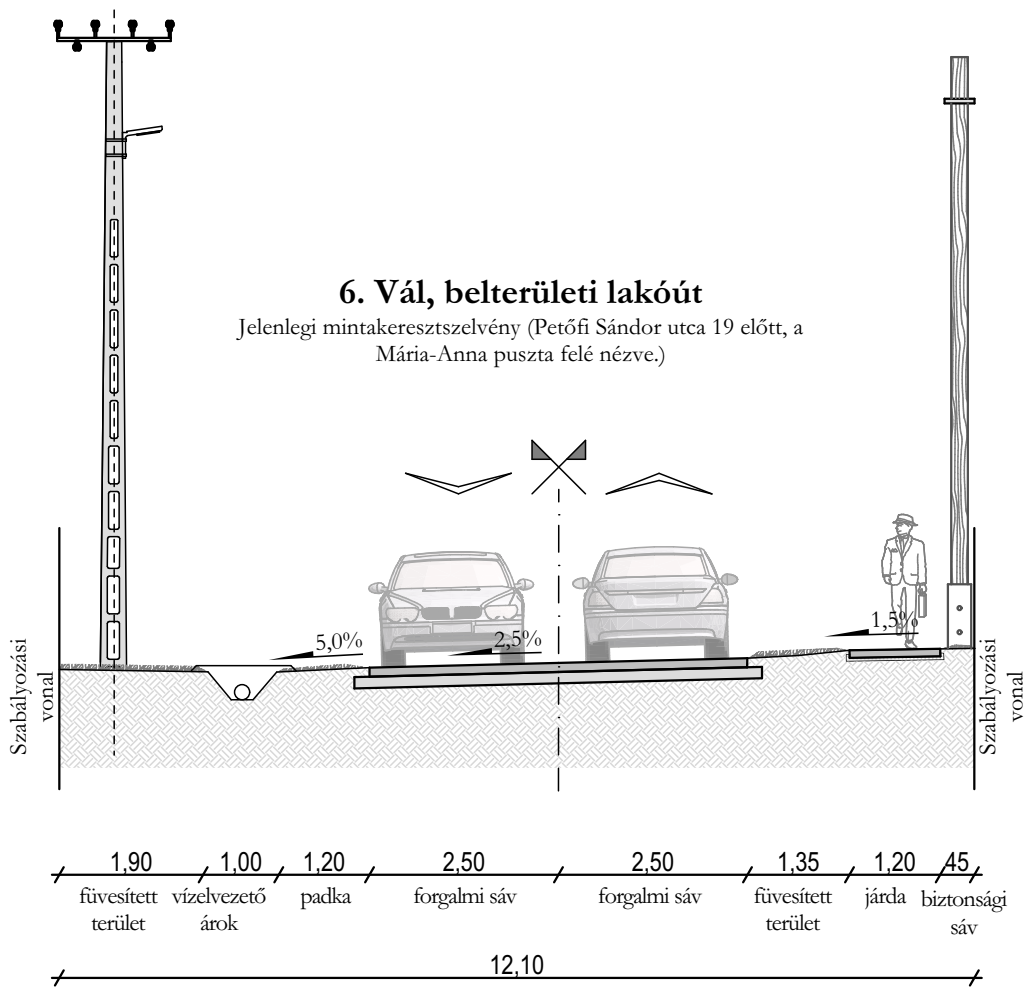 6. Vál, belterületi lakóút
Jelenlegi mintakeresztszelvény (Petőfi Sándor utca 19 előtt, a
Mária-Anna puszta felé nézve.)
5,0%
2,5%
1,5%
Szabályozási
vonal
Szabályozási
vonal
1,90 1,00 1,20 2,50 2,50 1,35 1,20 45
füvesített vízelvezető padka forgalmi sáv forgalmi sáv füvesített járda biztonsági
terület árok terület sáv
12,10